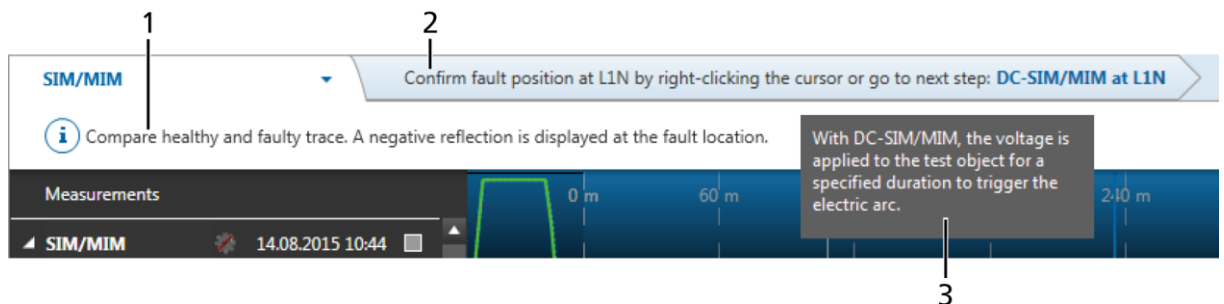 1
2
SIM/MIM
Confirm fault position at L1N by right-clicking the cursor or go to next step: DC-SIM/MIM at L1N
i Compare healthy and faulty trace. A negative reflection is displayed at the fault location.
With DC-SIM/MIM, the voltage is
applied to the test object for a
specified duration to trigger the
electric arc.
Measurements
0 m
60 m
240 m
SIM/MIM 14.08.2015 10:44
3